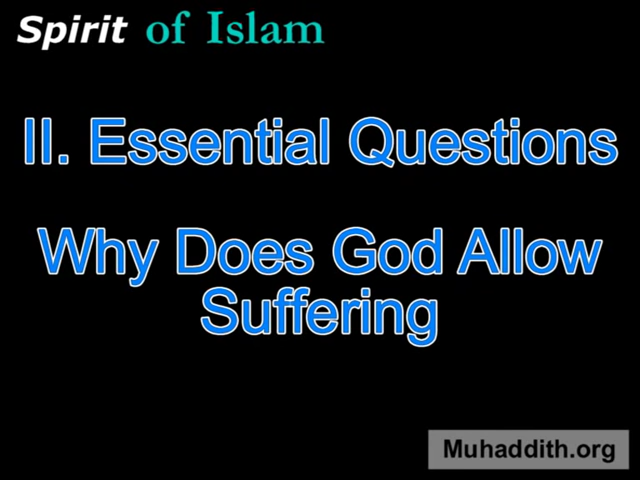 Spirit of Islam
II. Essential Questions
Why Does God Allow
Suffering
Muhaddith.org